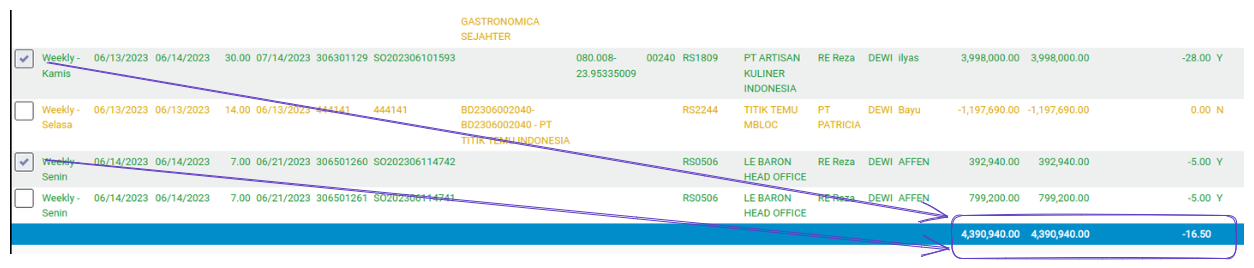 GASTRONOMICA
SEJAHTER
Weekly - 06/13/2023 06/14/2023 30.00 07/14/2023 306301129 SO202306101593 080.008- 00240 RS1809 PT ARTISAN RE Reza DEWI ilyas 3,998,000.00 3,998,000.00 -28.00 Y
Kamis 23.95335009 KULINER
INDONESIA
Weekly - 06/13/2023 06/13/2023 14.00 06/13/2023 444141 444141 BD2306002040- RS2244 TITIK TEMU PT DEWI Bayu -1,197,690.00 -1,197,690.00 0.00 N
Selasa BD2306002040 - PT MBLOC PATRICIA
TITIK TEMU INDONESIA
Weekly - 06/14/2023 06/14/2023 7.00 06/21/2023 306501260 SO202306114742 RS0506 LE BARON RE Reza DEWI AFFEN 392,940.00 392,940.00 -5.00 Y
Senin HEAD OFFICE
Weekly - 06/14/2023 06/14/2023 7.00 06/21/2023 306501261 SO202306114741 RS0506 LE BARON RE Reza DEWI AFFEN 799,200.00 799,200.00 -5.00 Y
Senin HEAD OFFICE
4,390,940.00 4,390,940.00 -16.50